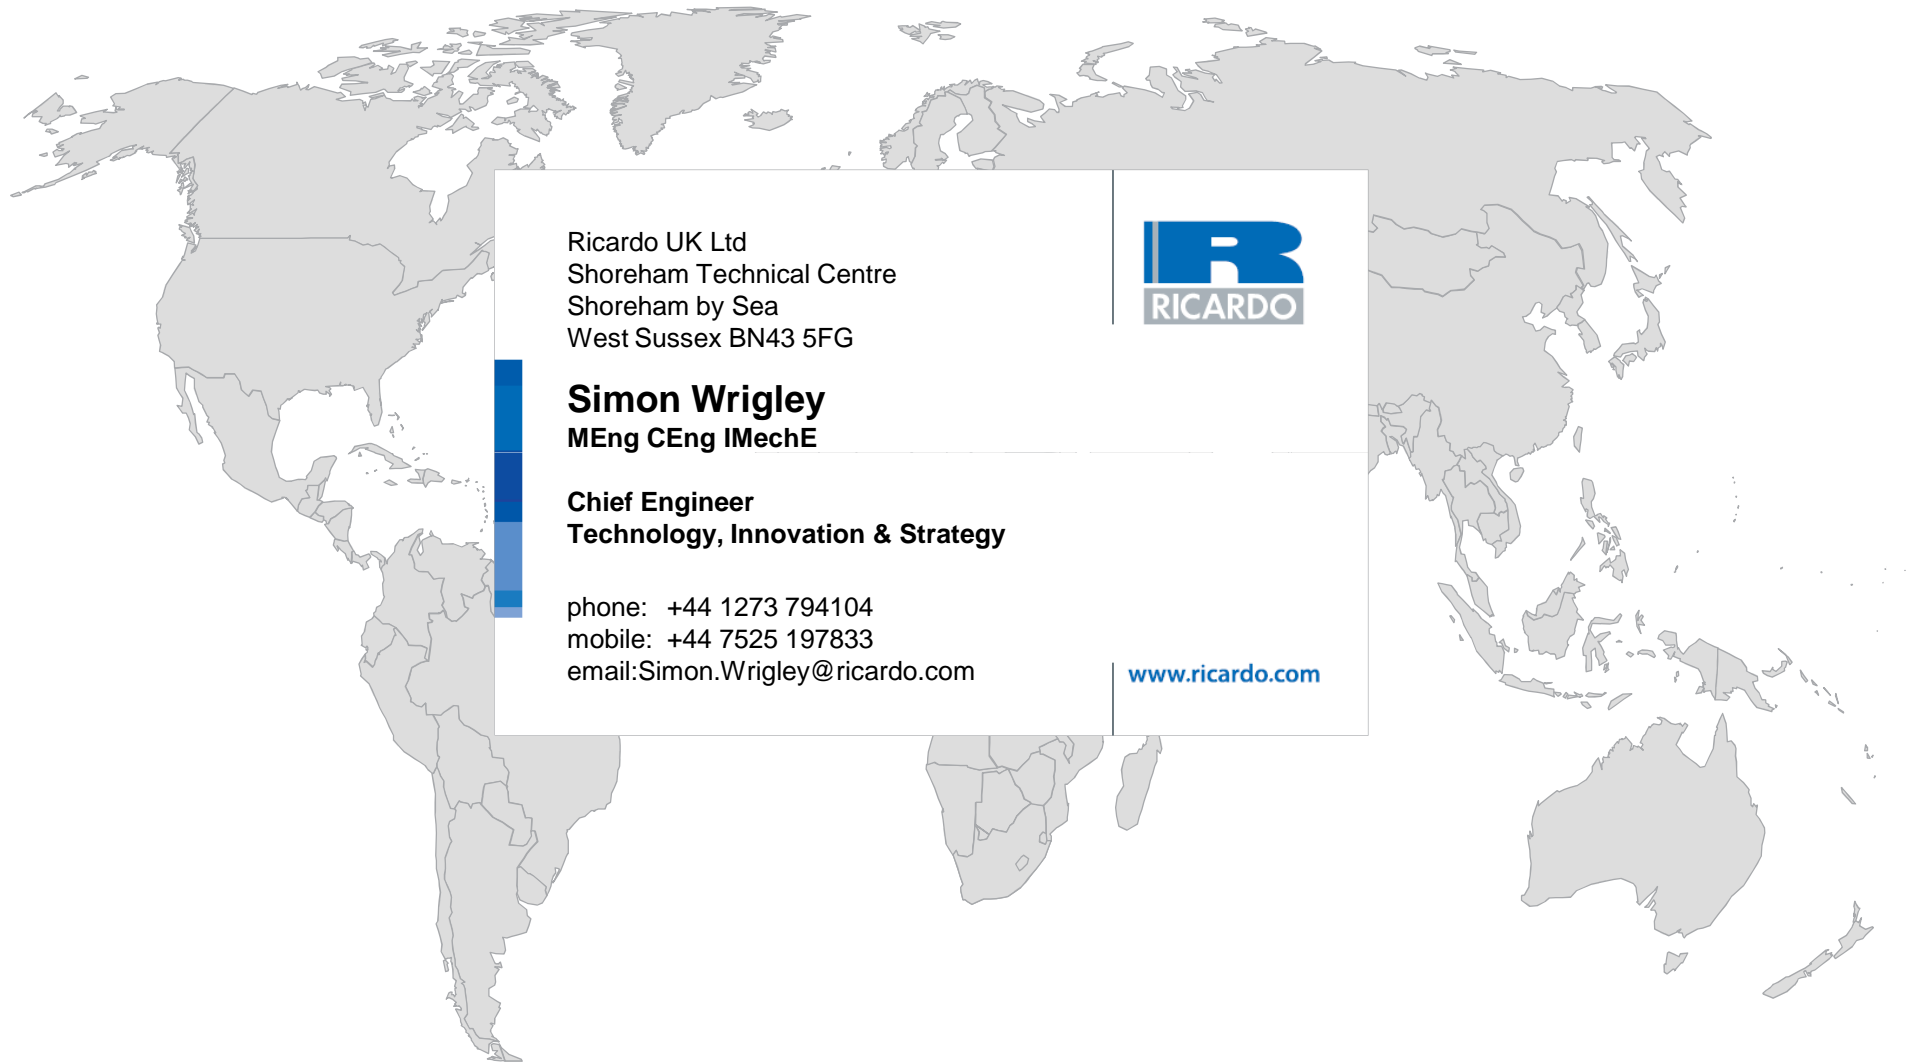 Ricardo UK Ltd
Shoreham Technical Centre
Shoreham by Sea
West Sussex BN43 5FG
RICARDO
Simon Wrigley
MEng CEng IMechE
Chief Engineer
Technology, Innovation & Strategy
phone: +44 1273 794104
mobile: +44 7525 197833
email:Simon.Wrigley@ricardo.com
www.ricardo.com